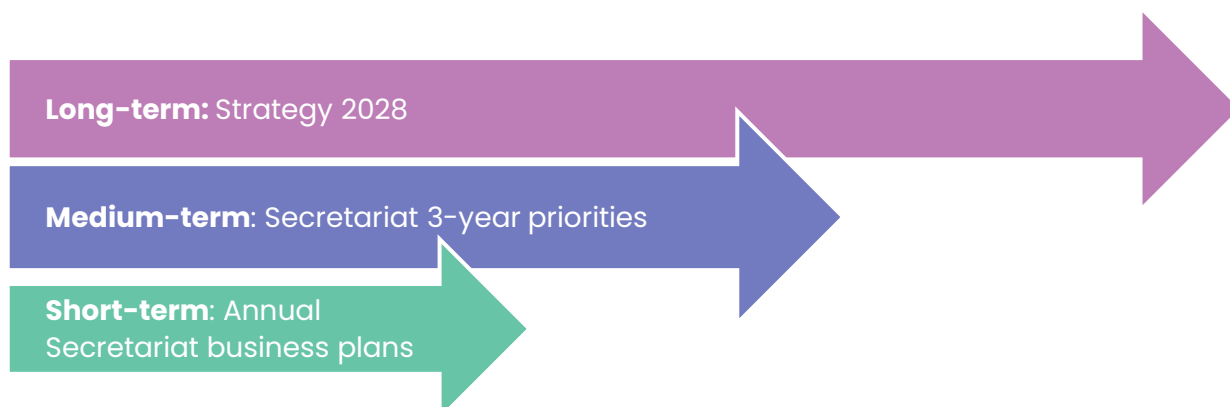 Long-term: Strategy 2028
Medium-term: Secretariat 3-year priorities
Short-term: Annual
Secretariat business plans